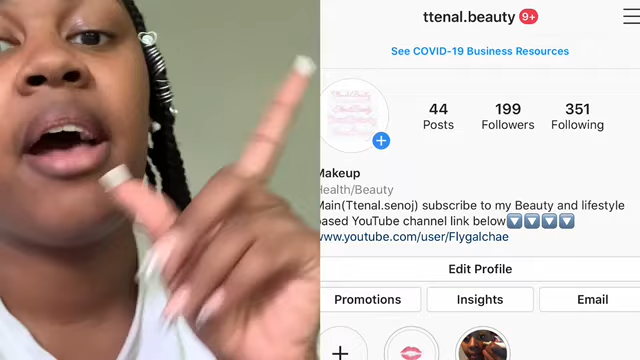 ttenal.beauty 9+
See COVID-19 Business Resources
44 199 351
Posts Followers Following
Makeup
Health/Beauty
Main(Ttenal.senoj) subscribe to my Beauty and lifestyle
based YouTube channel link below🔽🔽🔽🔽
www.youtube.com/user/Flygalchae
Edit Profile
Promotions Insights Email